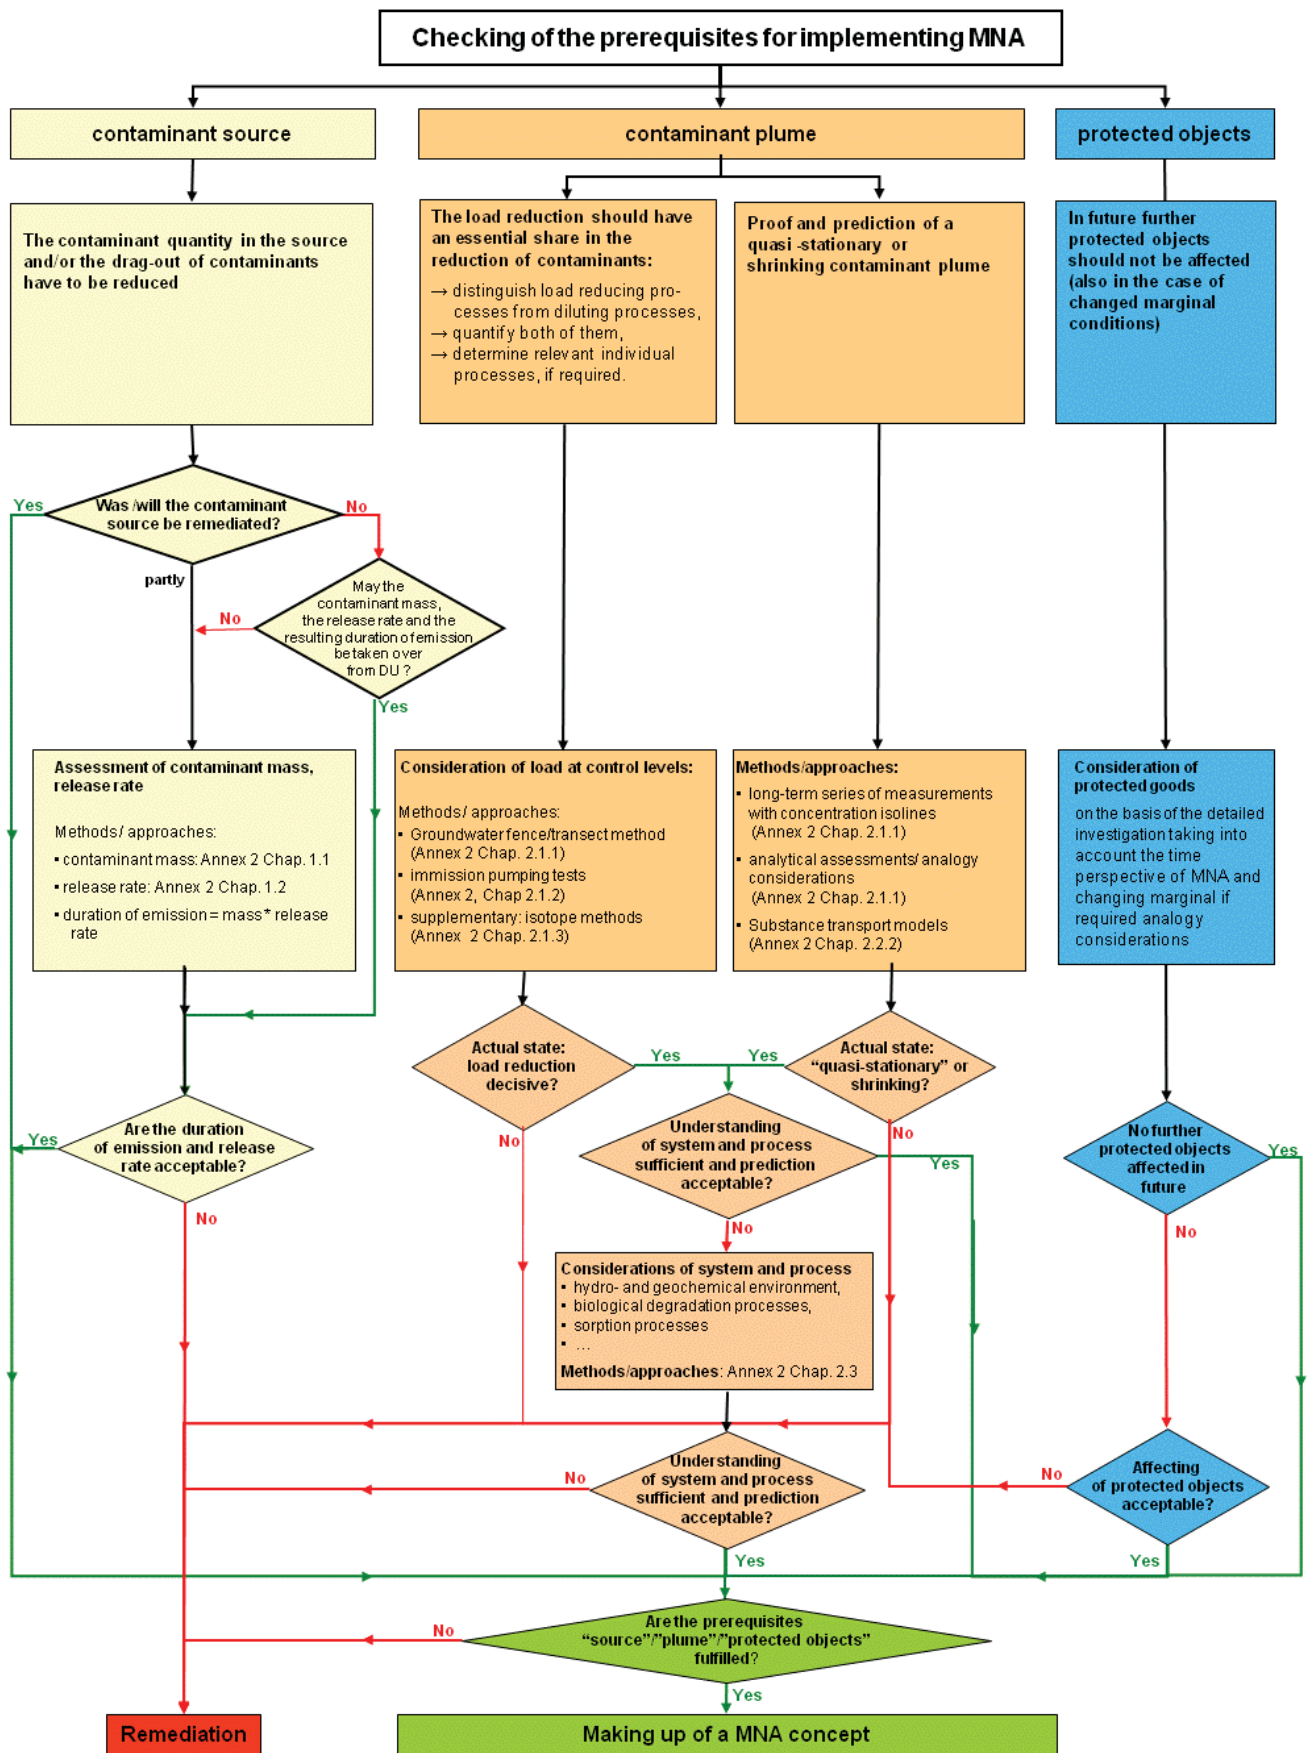 Checking of the prerequisites for implementing MNA
contaminant source
contaminant plume
protected objects
The contaminant quantity in the source
and/or the drag-out of contaminants
have to be reduced
The load reduction should have
an essential share in the
reduction of contaminants:
→ distinguish load reducing pro-
cesses from diluting processes,
→ quantify both of them,
→ determine relevant individual
processes, if required.
Proof and prediction of a
quasi -stationary or
shrinking contaminant plume
In future further
protected objects
should not be affected
(also in the case of
changed marginal
conditions)
Yes
Was /will the contaminant
source be remediated?
No
partly
No
May the
contaminant mass,
the release rate and the
resulting duration of emission
be taken over
from DU ?
Yes
Assessment of contaminant mass,
release rate
Methods / approaches:
▪ contaminant mass: Annex 2 Chap. 1.1
▪ release rate: Annex 2 Chap. 1.2
▪ duration of emission = mass * release
rate
Consideration of load at control levels:
Methods / approaches:
▪ Groundwater fence/transect method
(Annex 2 Chap. 2.1.1)
▪ immission pumping tests
(Annex 2, Chap 2.1.2)
▪ supplementary: isotope methods
(Annex 2 Chap. 2.1.3)
Methods/approaches:
▪ long-term series of measurements
with concentration isolines
(Annex 2 Chap. 2.1.1)
▪ analytical assessments/ analogy
considerations
(Annex 2 Chap. 2.1.1)
▪ Substance transport models
(Annex 2 Chap. 2.2.2)
Consideration of
protected goods
on the basis of the detailed
investigation taking into
account the time
perspective of MNA and
changing marginal if
required analogy
considerations
Actual state:
load reduction
decisive?
Yes
Yes
Actual state:
“quasi-stationary” or
shrinking?
No
No
Yes
Are the duration
of emission and release
rate acceptable?
No
Understanding
of system and process
sufficient and prediction
acceptable?
Yes
No
No further
protected objects
affected in
future
Yes
No
Considerations of system and process
▪ hydro- and geochemical environment,
▪ biological degradation processes,
▪ sorption processes
▪ ...
Methods/approaches: Annex 2 Chap. 2.3
No
Understanding
of system and process
sufficient and prediction
acceptable?
Yes
No
Affecting
of protected objects
acceptable?
Yes
No
Are the prerequisites
“source”/”plume”/”protected objects”
fulfilled?
Yes
Remediation
Making up of a MNA concept